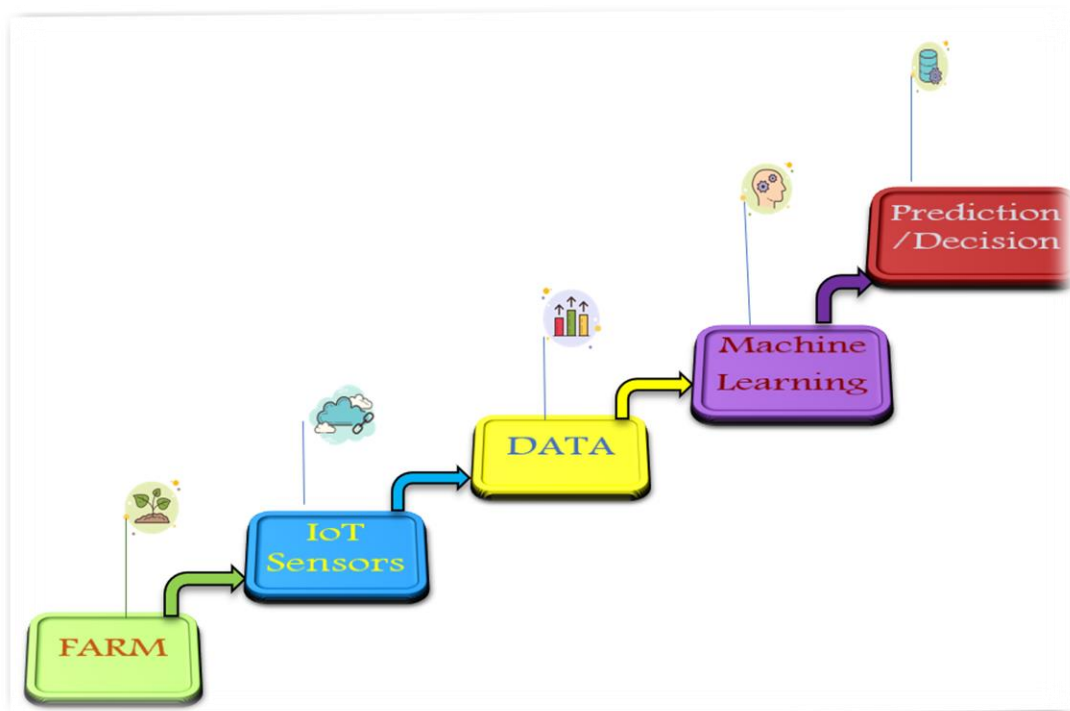 Prediction
/Decision
Machine
Learning
DATA
IoT
Sensors
FARM